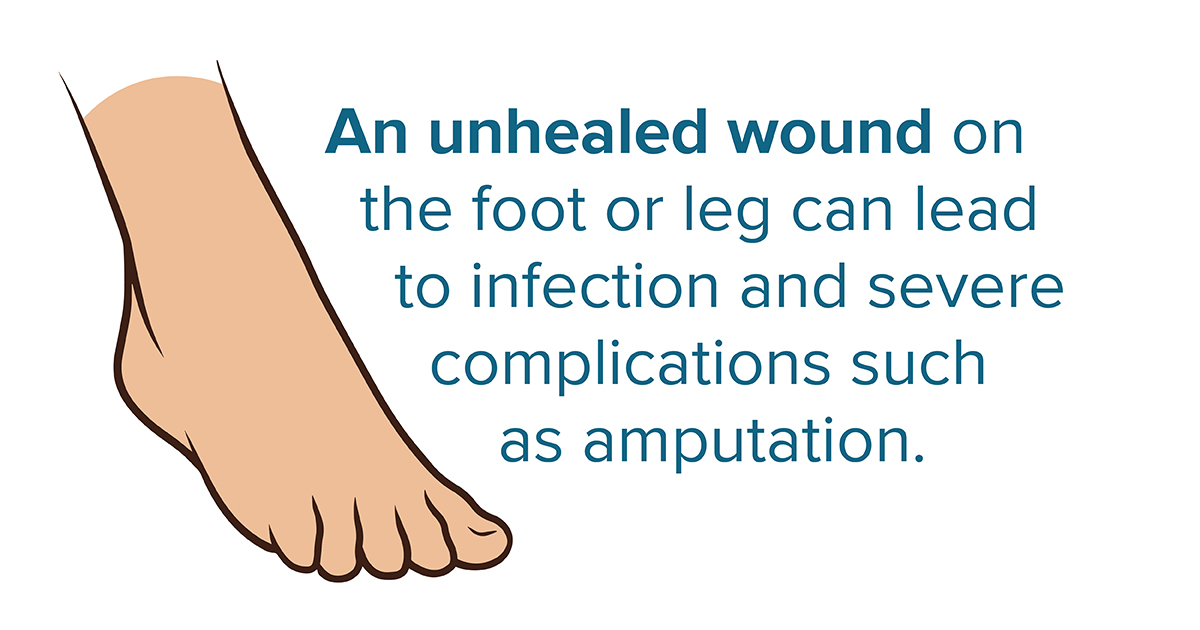 An unhealed wound on
the foot or leg can lead
to infection and severe
complications such
as amputation.